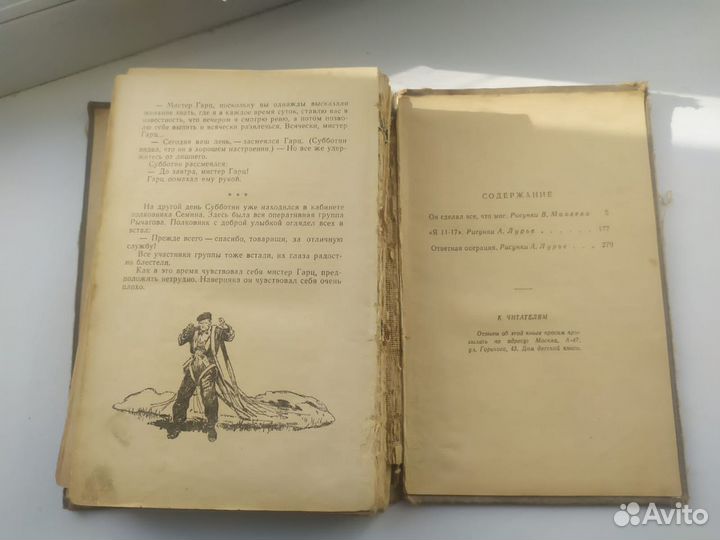 — Мистер Гарц, поскольку вы однажды высказали
желание знать, где я в каждое время суток, ставлю вас в
известность, что вечером я смотрю ревю, а потом позво-
лю себе выпить и всячески развлечься. Всячески, мистер
Гарц...
— Сегодня ваш день, — засмеялся Гарц. (Субботин
видел, что он в хорошем настроении.) — Но все же удер-
житесь от лишнего.
Субботин рассмеялся:
— До завтра, мистер Гарц!
Гарц помахал ему рукой.
* * *
На другой день Субботин уже находился в кабинете
полковника Семина. Здесь была вся оперативная группа
Рычагова. Полковник с доброй улыбкой оглядел всех и
встал:
— Прежде всего — спасибо, товарищи, за отличную
службу!
Все участники группы тоже встали, их глаза радост-
но блестели.
Как в это время чувствовал себя мистер Гарц, пред-
положить нетрудно. Наверняка он чувствовал себя очень
плохо.
СОДЕРЖАНИЕ
Он сделал все, что мог. Рисунки В. Макеева 5
«Я 11-17». Рисунки А. Лурье . . . . . . 177
Ответная операция. Рисунки А. Лурье . . . 279
К ЧИТАТЕЛЯМ
Отзывы об этой книге просим при-
сылать по адресу: Москва, А-47,
ул. Горького, 43. Дом детской книги.
Avito